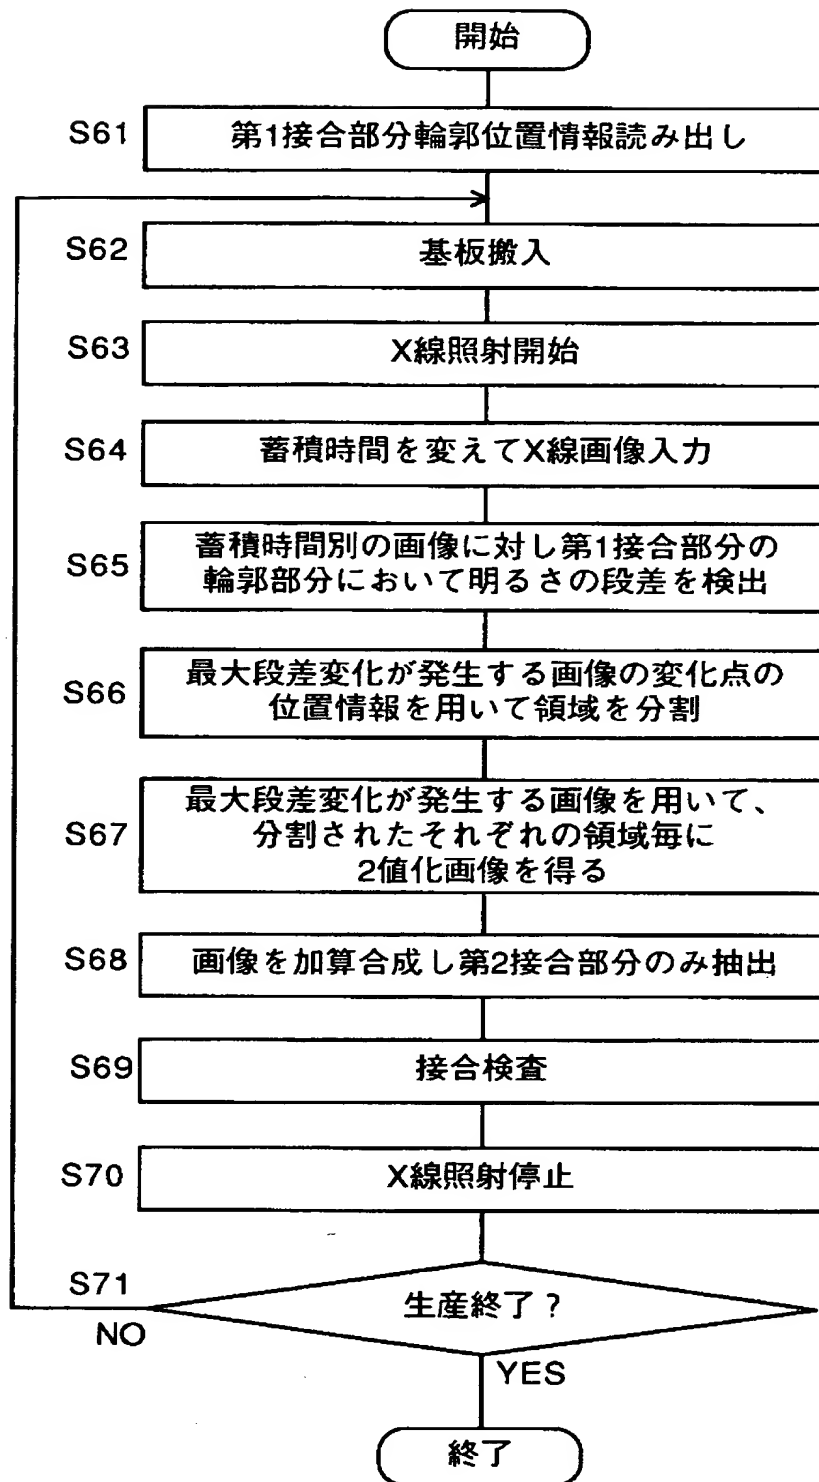 開始
S61
第1接合部分輪郭位置情報読み出し
S62
基板搬入
S63
X線照射開始
S64
蓄積時間を変えてX線画像入力
S65
蓄積時間別の画像に対し第1接合部分の
輪郭部分において明るさの段差を検出
S66
最大段差変化が発生する画像の変化点の
位置情報を用いて領域を分割
S67
最大段差変化が発生する画像を用いて、
分割されたそれぞれの領域毎に
2値化画像を得る
S68
画像を加算合成し第2接合部分のみ抽出
S69
接合検査
S70
X線照射停止
S71
生産終了?
NO
YES
終了